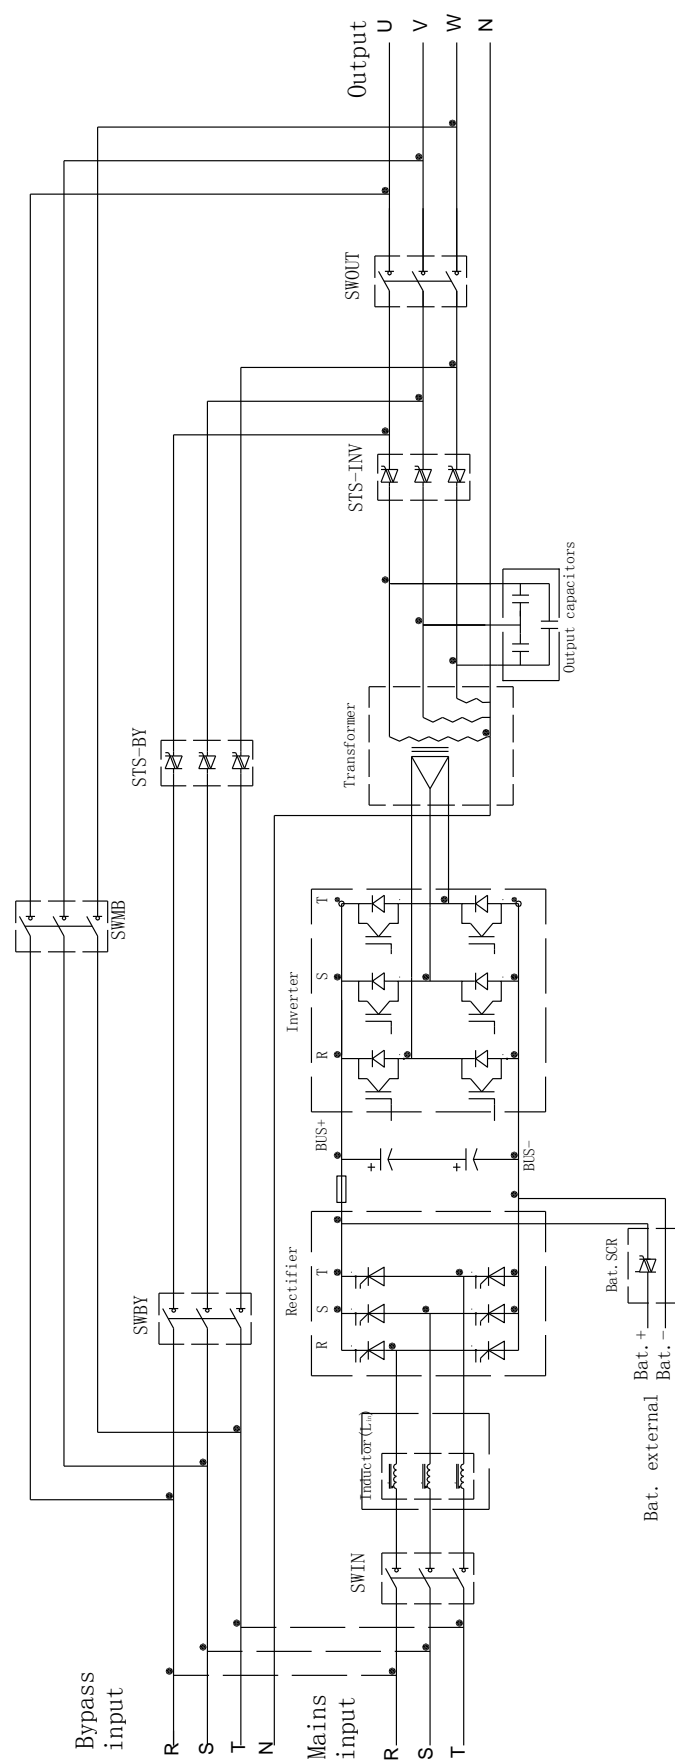 Output
U
V
W
N
SWOUT
STS-INV
Output capacitors
Transformer
STS-BY
SWMB
Inverter
R
S
T
BUS+
BUS-
+
+
Rectifier
R
S
T
Bat.SCR
Bat.+
Bat.-
Bat. external
SWBY
Inductor(Lin)
SWIN
Bypass
input
R
S
T
N
Mains
input
R
S
T